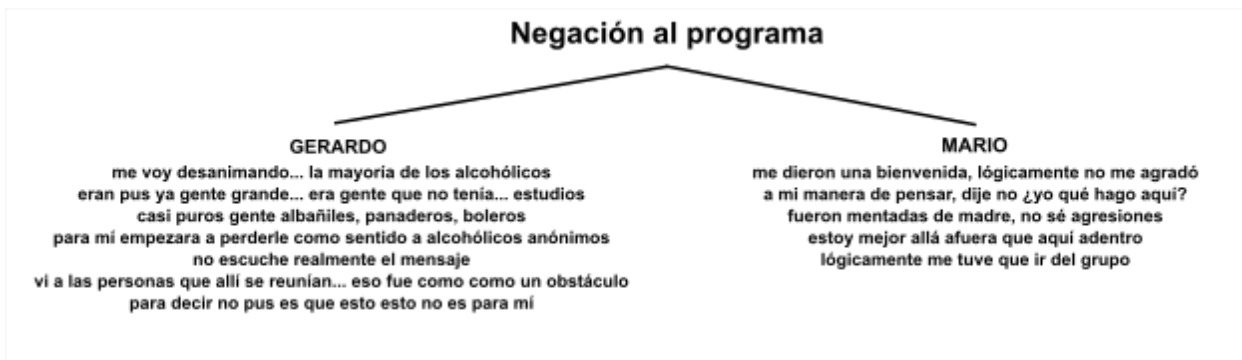 Negación al programa
GERARDO
me voy desanimando... la mayoría de los alcohólicos
eran pus ya gente grande... era gente que no tenía... estudios
casi puros gente albañiles, panaderos, boleros
para mí empezara a perderle como sentido a alcohólicos anónimos
no escuche realmente el mensaje
vi a las personas que allí se reunían... eso fue como como un obstáculo
para decir no pus es que esto esto no es para mí
MARIO
me dieron una bienvenida, lógicamente no me agradó
a mi manera de pensar, dije no ¿yo qué hago aquí?
fueron mentadas de madre, no sé agresiones
estoy mejor allá afuera que aquí adentro
lógicamente me tuve que ir del grupo